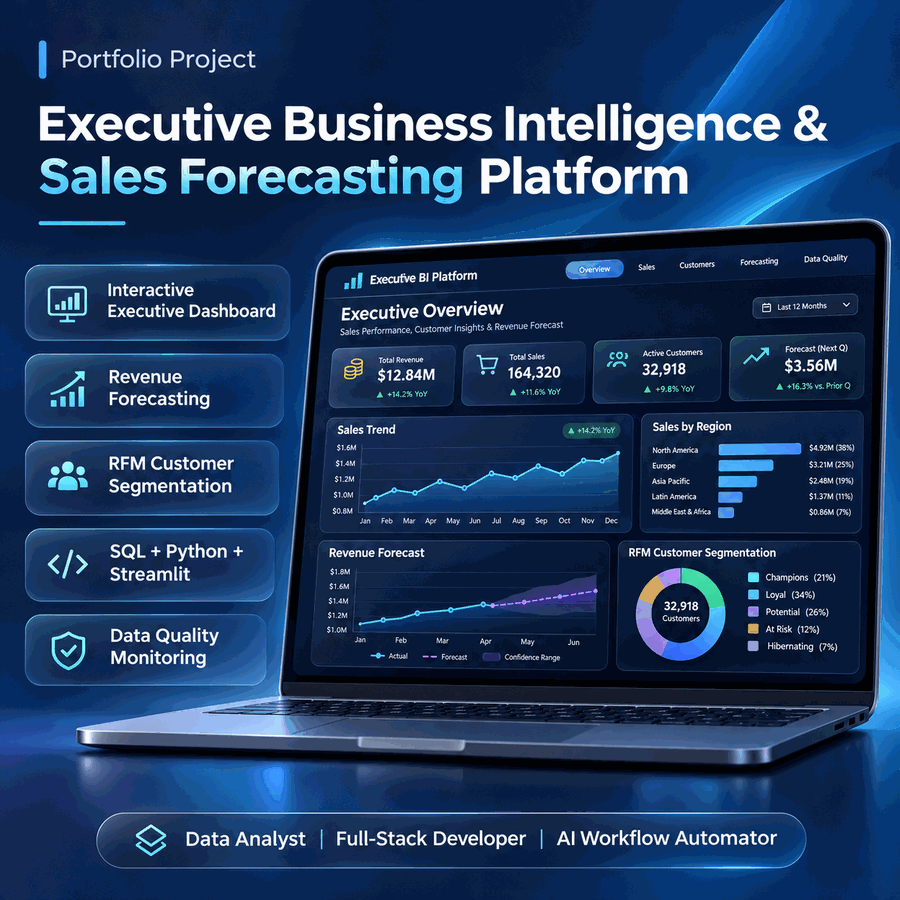 Portfolio Project
Executive Business Intelligence &
Sales Forecasting Platform
Interactive
Executive Dashboard
Revenue
Forecasting
RFM Customer
Segmentation
SQL + Python +
Streamlit
Data Quality
Monitoring
Executive BI Platform
Overview
Sales
Customers
Forecasting
Data Quality
Executive Overview
Sales Performance, Customer Insights & Revenue Forecast
Last 12 Months
Total Revenue
$12.84M
▲ +14.2% YoY
Total Sales
164,320
▲ +11.6% YoY
Active Customers
32,918
▲ +9.8% YoY
Forecast (Next Q)
$3.56M
▲ +16.3% vs. Prior Q
Sales Trend
▲ +14.2% YoY
$1.6M
$1.4M
$1.2M
$1.0M
$0.8M
Jan Feb Mar Apr May Jun Jul Aug Sep Oct Nov Dec
Sales by Region
North America $4.92M (38%)
Europe $3.21M (25%)
Asia Pacific $2.48M (19%)
Latin America $1.37M (11%)
Middle East & Africa $0.86M (7%)
Revenue Forecast
$1.8M
$1.6M
$1.4M
$1.2M
$1.0M
Jan Feb Mar Apr May Jun
Actual Forecast Confidence Range
RFM Customer Segmentation
32,918
Customers
Champions (21%)
Loyal (34%)
Potential (26%)
At Risk (12%)
Hibernating (7%)
Data Analyst | Full-Stack Developer | AI Workflow Automator